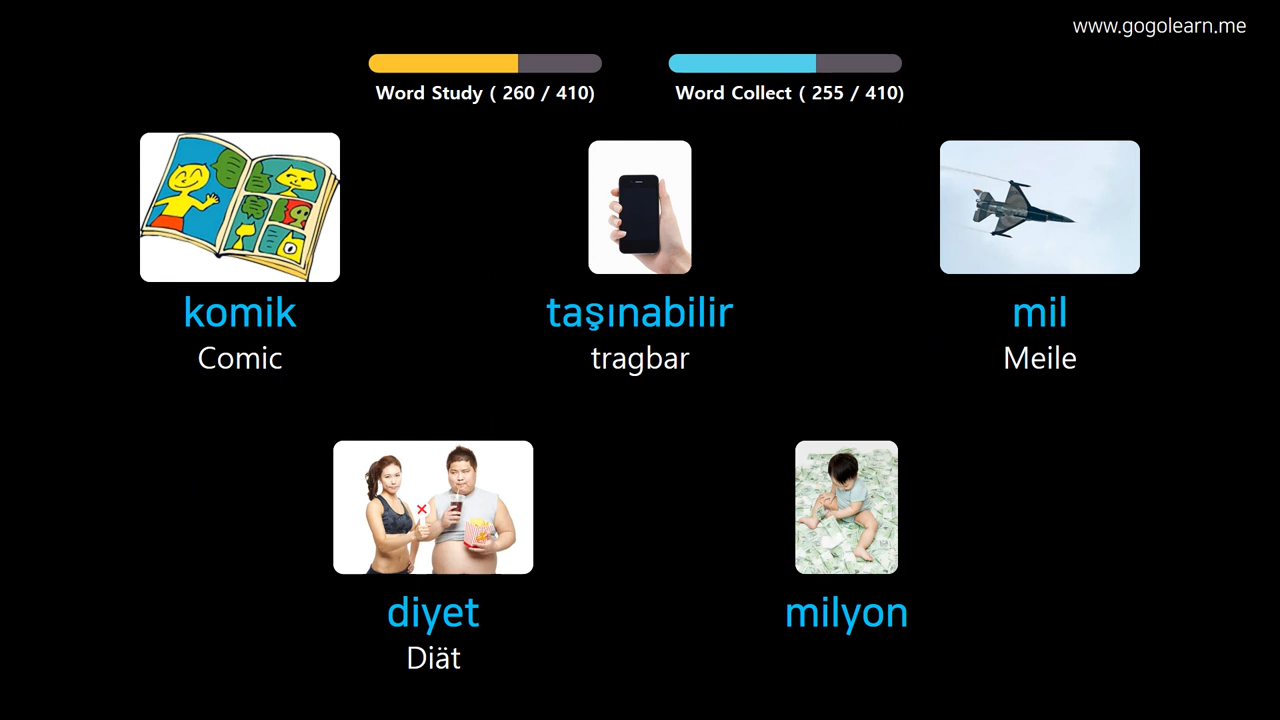 www.gogolearn.me
Word Study ( 260 / 410)
Word Collect ( 255 / 410)
komik
Comic
taşınabilir
tragbar
mil
Meile
diyet
Diät
milyon